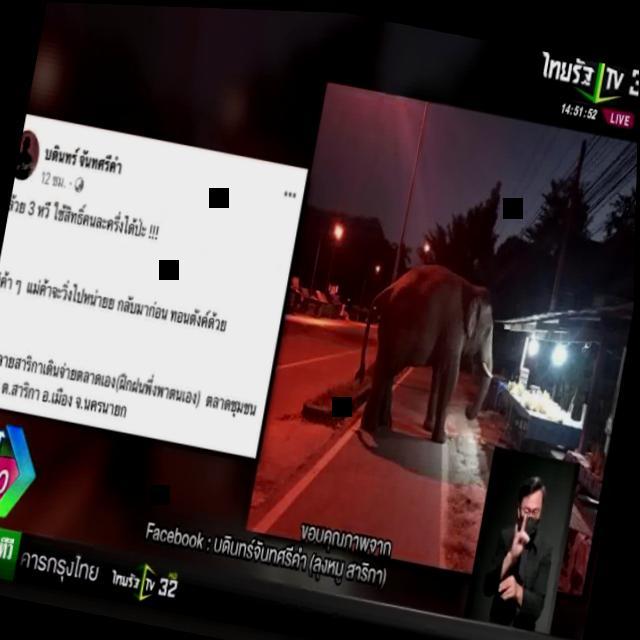 ไทยรัฐ TV 3
14:51:52 LIVE
บดินทร์ จันทศรีคำ
12 ชม.
ด้วย 3 หวี ใช้สิทธิ์คนละครึ่งได้ป่ะ !!!
ค้า ๆ แม่ค้าจะวิ่งไปหน่ายย กลับมาก่อน ทอนตังค์ด้วย
ลายสาริกาเดินจ่ายตลาดเอง(ฝึกฝนพึ่งพาตนเอง) ตลาดชุมชน
ต.สาริกา อ.เมือง จ.นครนายก
ขอบคุณภาพจาก
Facebook : บดินทร์จันทศรีคำ (ลุงหมู สาริกา)
คารกรุงไทย ไทยรัฐ TV HD 32